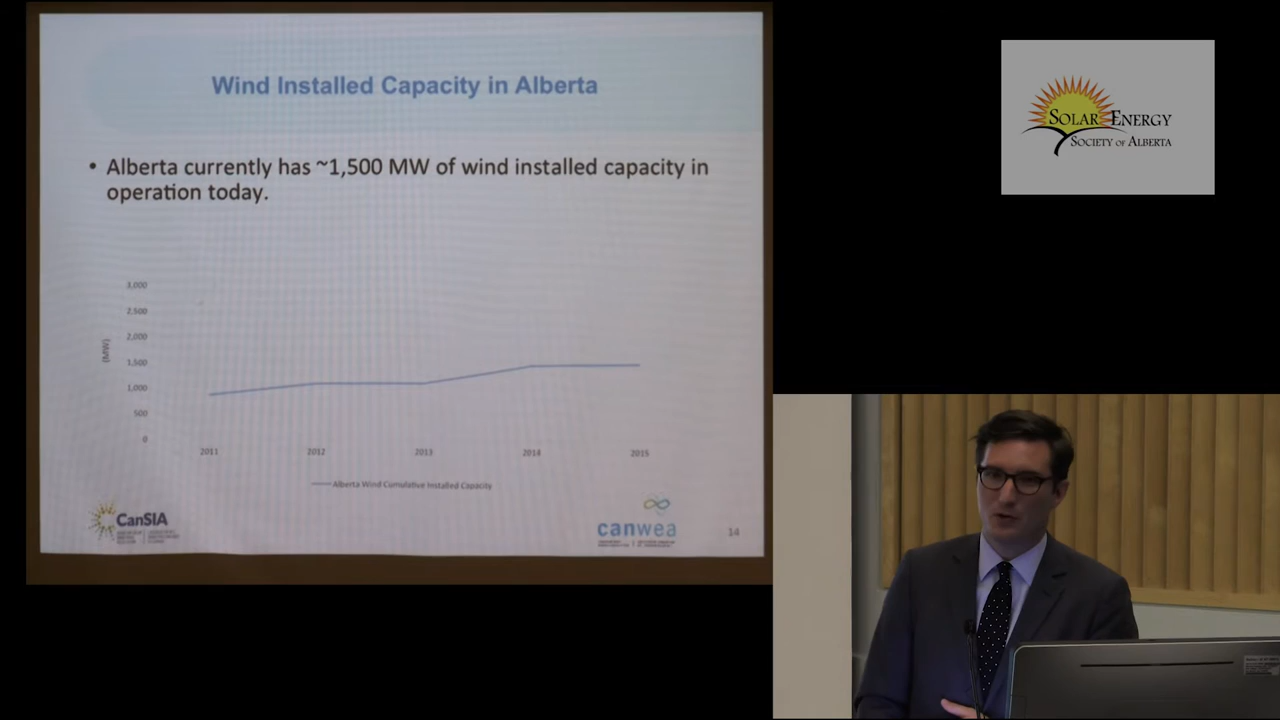 Wind Installed Capacity in Alberta
• Alberta currently has ~1,500 MW of wind installed capacity in
operation today.
3,000
2,500
2,000
1,500
1,000
500
0
(MW)
2011 2012 2013 2014 2015
Alberta Wind Cumulative Installed Capacity
CanSIA
canwea
14
SOLAR ENERGY
SOCIETY OF ALBERTA